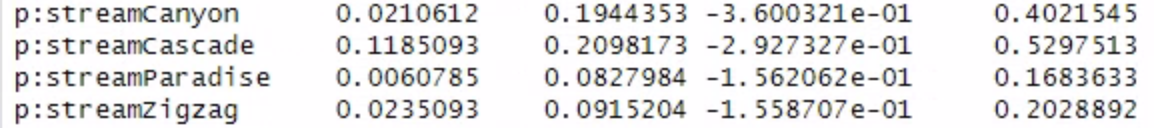 p:streamCanyon 0.0210612 0.1944353 -3.600321e-01 0.4021545
p:streamCascade 0.1185093 0.2098173 -2.927327e-01 0.5297513
p:streamParadise 0.0060785 0.0827984 -1.562062e-01 0.1683633
p:streamZigzag 0.0235093 0.0915204 -1.558707e-01 0.2028892